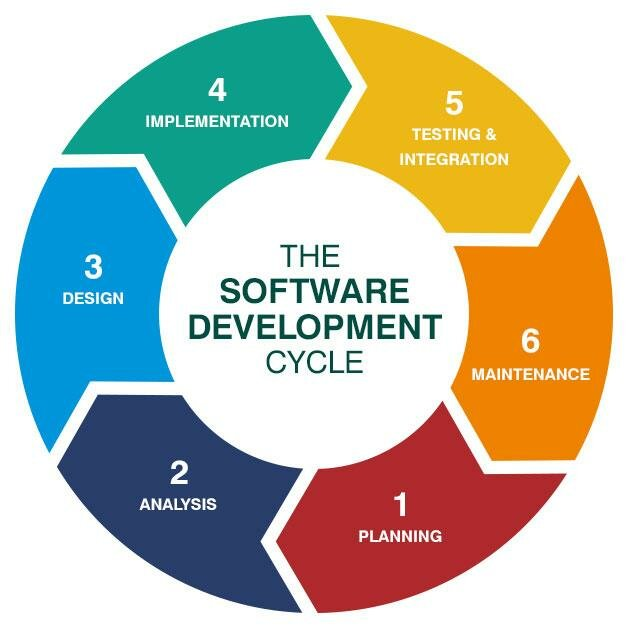 THE
SOFTWARE
DEVELOPMENT
CYCLE
1
PLANNING
2
ANALYSIS
3
DESIGN
4
IMPLEMENTATION
5
TESTING &
INTEGRATION
6
MAINTENANCE